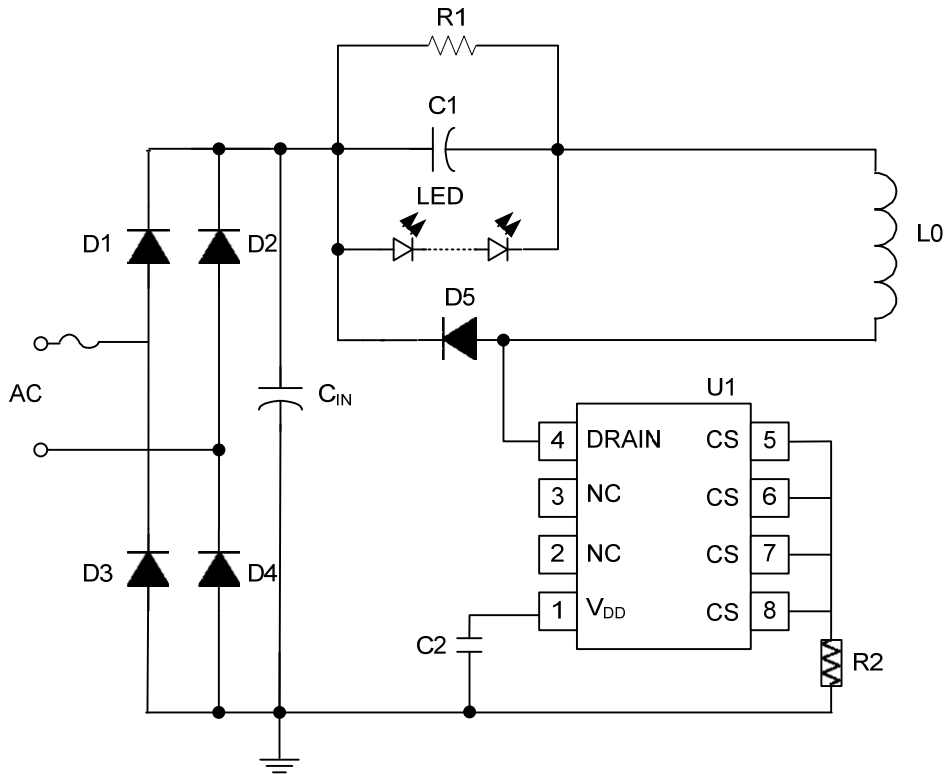 R1
C1
LED
D1
D2
L0
D5
AC
CIN
U1
4 DRAIN CS 5
3 NC CS 6
2 NC CS 7
1 VDD CS 8
D3
D4
C2
R2